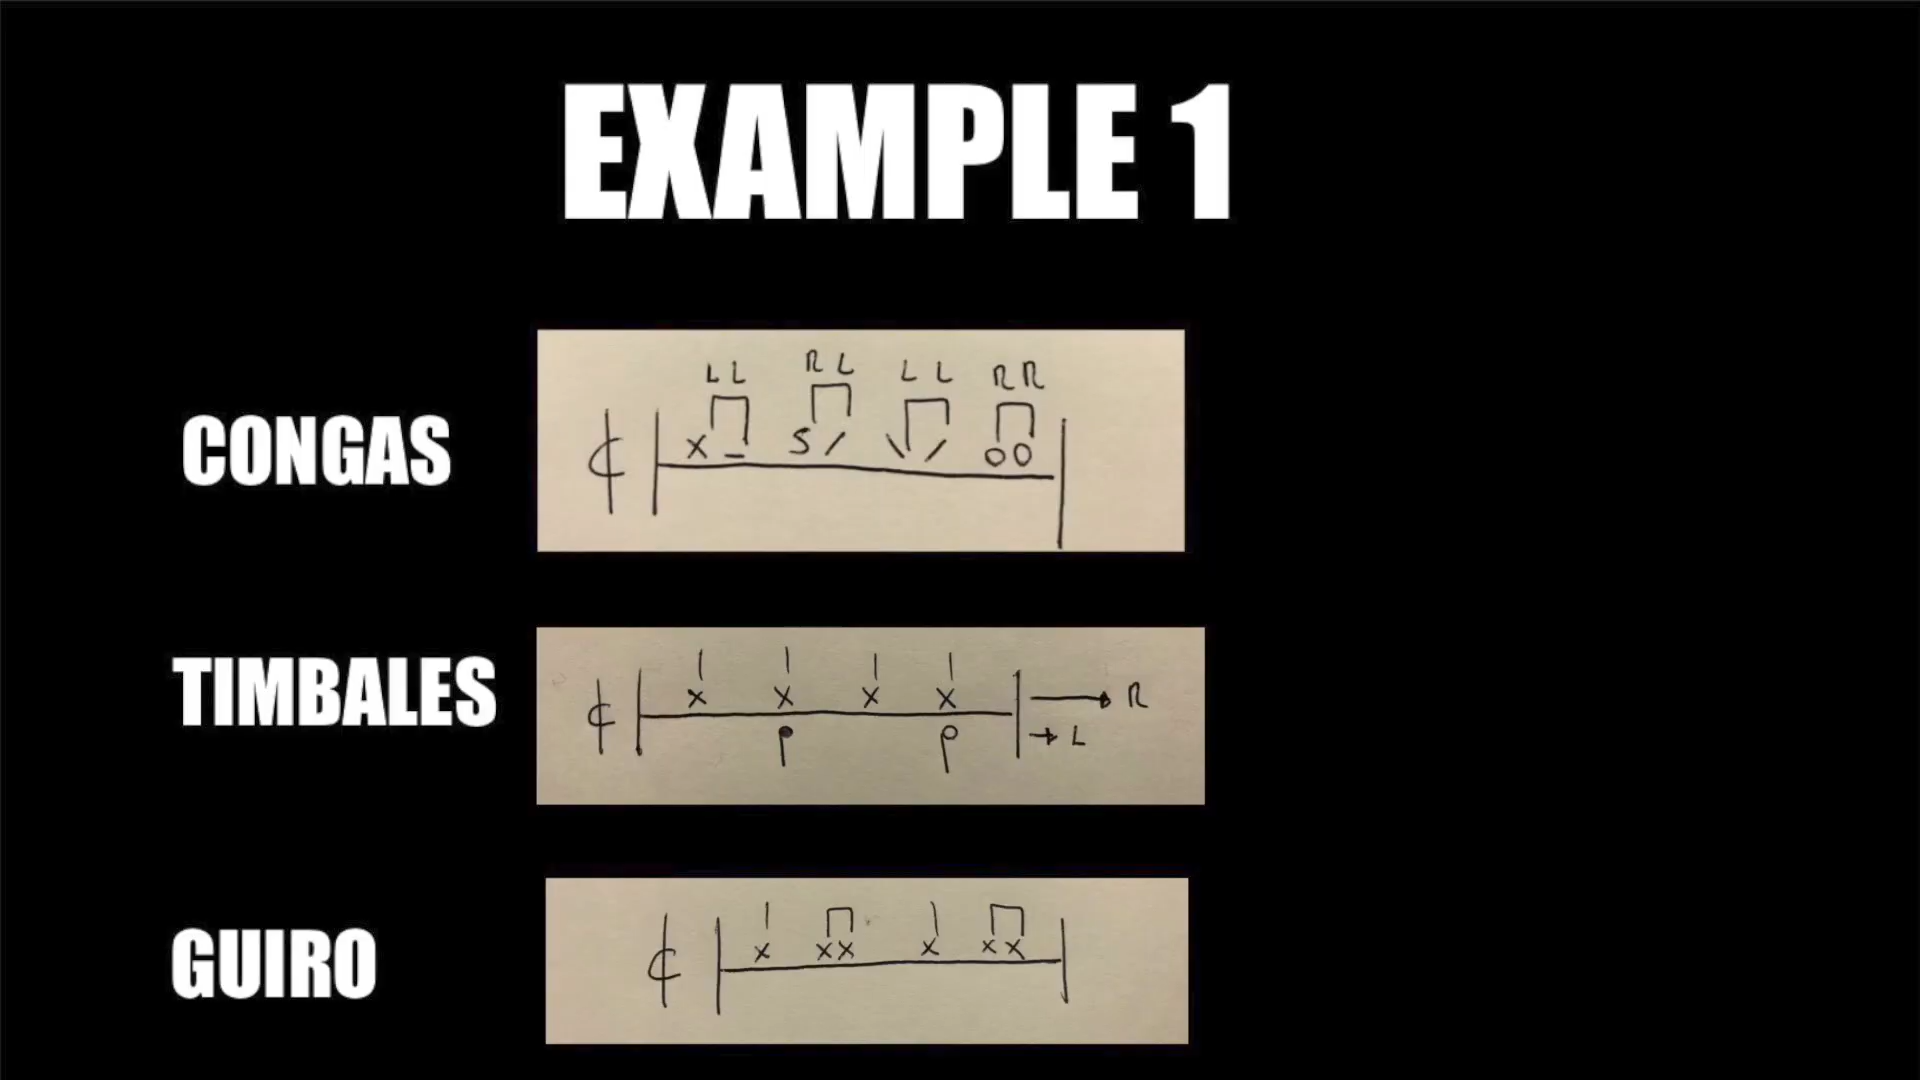 EXAMPLE 1
CONGAS
L L R L L L R R
¢ X _ S / \ / O O
TIMBALES
¢ X X X X → R
→ L
GUIRO
¢ X X X X X X